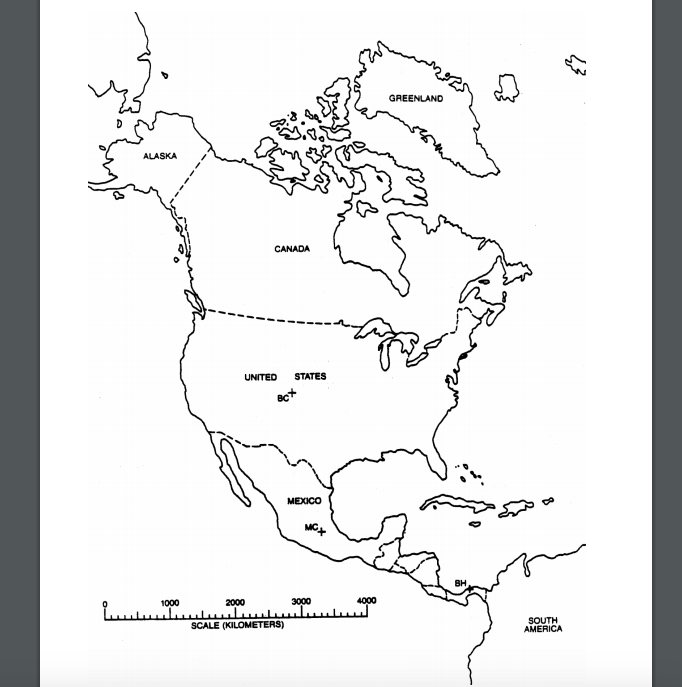 GREENLAND
ALASKA
CANADA
UNITED STATES
BC
MEXICO
MC
BH
0 1000 2000 3000 4000
SCALE (KILOMETERS)
SOUTH
AMERICA